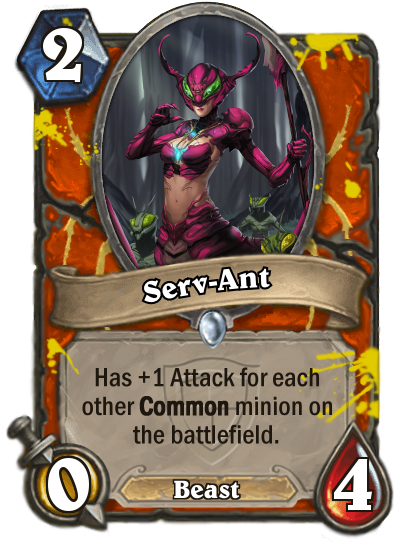 2
Serv-Ant
Has +1 Attack for each
other Common minion on
the battlefield.
0
Beast
4